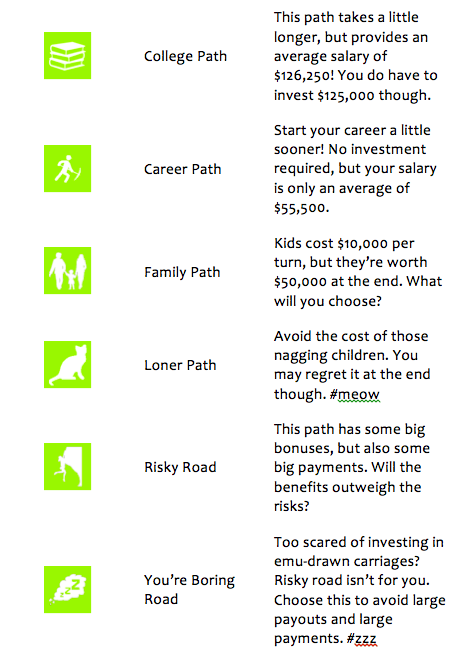 This path takes a little
longer, but provides an
average salary of
College Path
$126,250! You do have to
invest $125,000 though.
Start your career a little
sooner! No investment
Career Path
required, but your salary
is only an average of
$55,500.
Kids cost $10,000 per
turn, but they're worth
Family Path
$50,000 at the end. What
will you choose?
Avoid the cost of those
nagging children. You
Loner Path
may regret it at the end
though. #meow
This path has some big
bonuses, but also some
Risky Road
big payments. Will the
benefits outweigh the
risks?
Too scared of investing in
emu-drawn carriages?
You're Boring
Road
Risky road isn't for you.
Choose this to avoid large
payouts and large
payments. #zzz
zZ